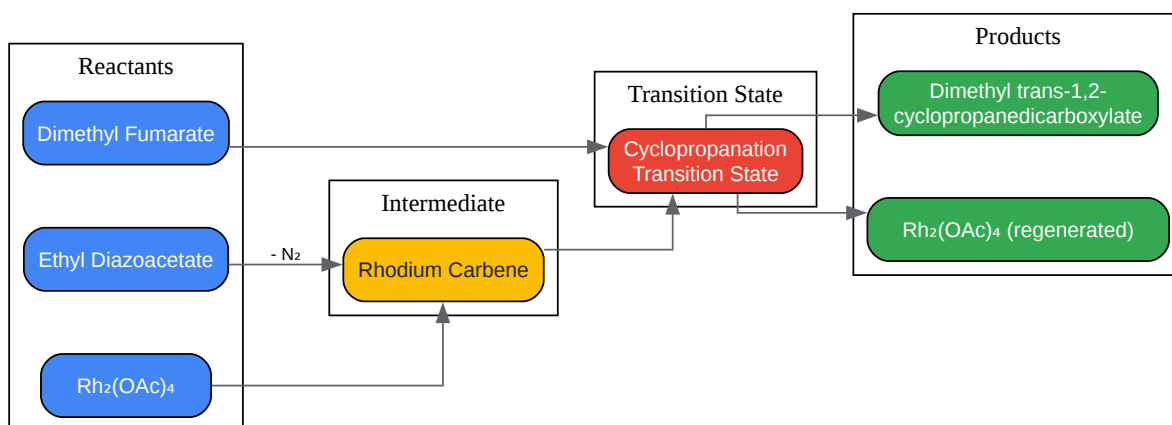 Reactants
Dimethyl Fumarate
Ethyl Diazoacetate
Rh₂(OAc)₄
- N₂
Intermediate
Rhodium Carbene
Transition State
Cyclopropanation
Transition State
Products
Dimethyl trans-1,2-
cyclopropanedicarboxylate
Rh₂(OAc)₄ (regenerated)